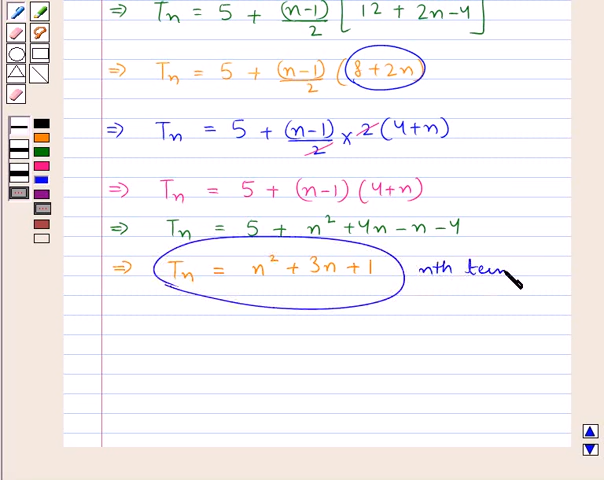 ⇒ Tn = 5 + (n-1)/2 [ 12 + 2n-4 ]
⇒ Tn = 5 + (n-1)/2 (8 + 2n)
⇒ Tn = 5 + (n-1)/2 × 2 (4+n)
⇒ Tn = 5 + (n-1) (4+n)
⇒ Tn = 5 + n² + 4n - n - 4
⇒ Tn = n² + 3n + 1 nth term